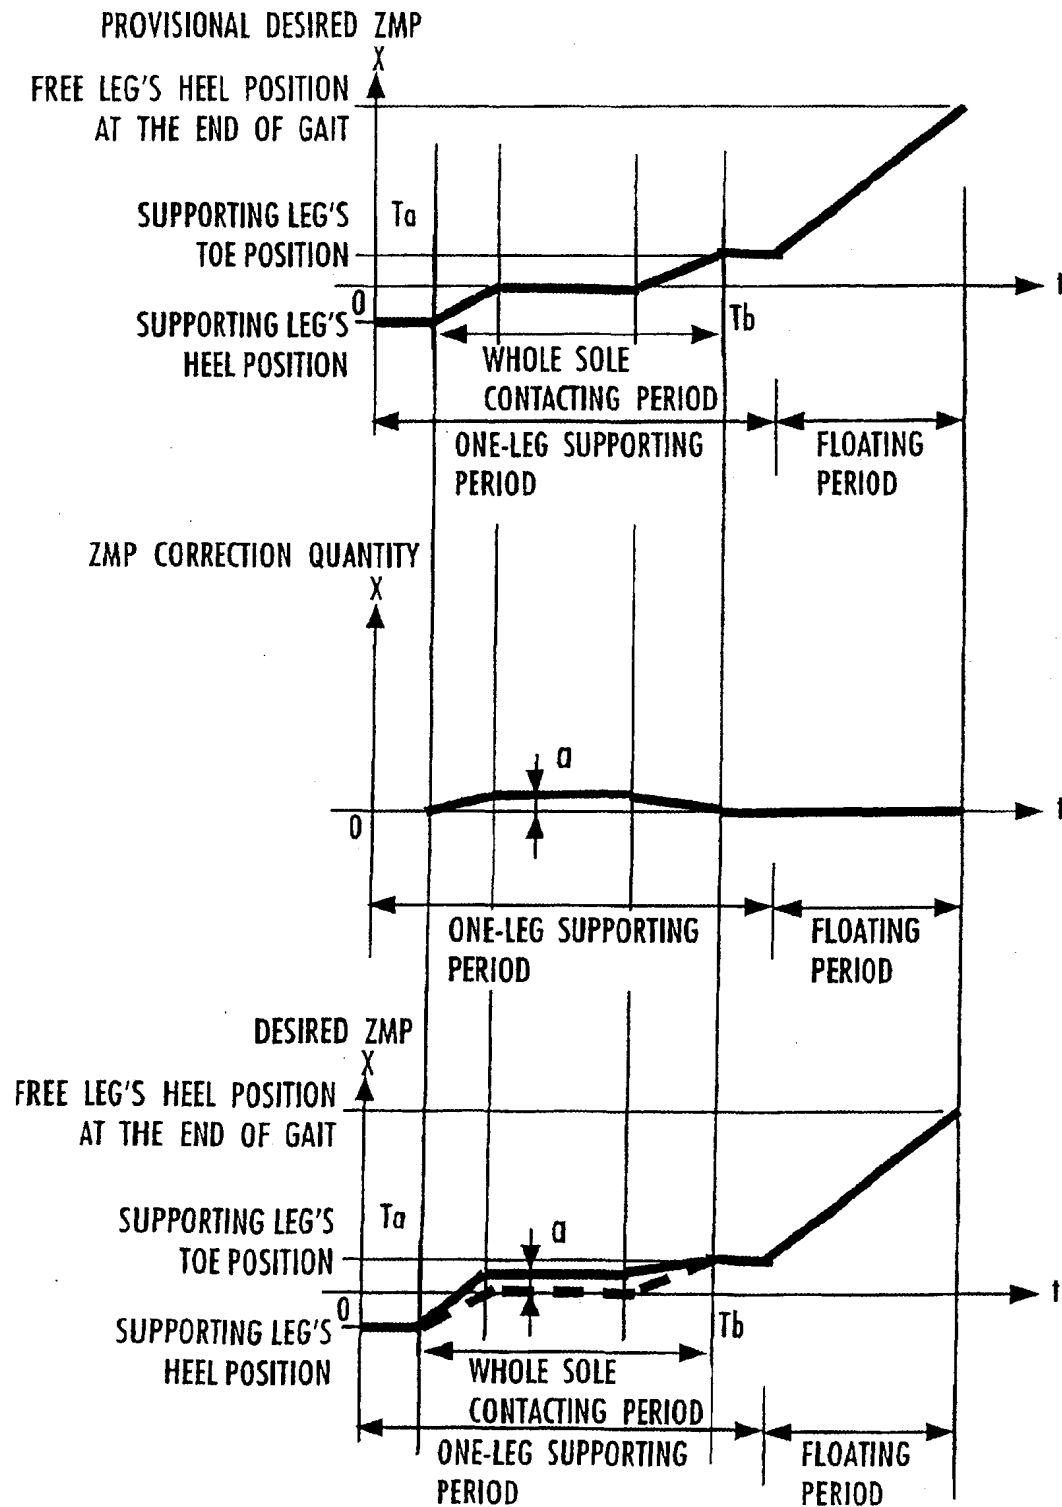 PROVISIONAL DESIRED ZMP
X
FREE LEG'S HEEL POSITION
AT THE END OF GAIT
SUPPORTING LEG'S
TOE POSITION
Ta
0
t
SUPPORTING LEG'S
HEEL POSITION
Tb
WHOLE SOLE
CONTACTING PERIOD
ONE-LEG SUPPORTING
PERIOD
FLOATING
PERIOD
ZMP CORRECTION QUANTITY
X
a
0
t
ONE-LEG SUPPORTING
PERIOD
FLOATING
PERIOD
DESIRED ZMP
X
FREE LEG'S HEEL POSITION
AT THE END OF GAIT
SUPPORTING LEG'S
TOE POSITION
Ta
a
0
t
SUPPORTING LEG'S
HEEL POSITION
Tb
WHOLE SOLE
CONTACTING PERIOD
ONE-LEG SUPPORTING
PERIOD
FLOATING
PERIOD